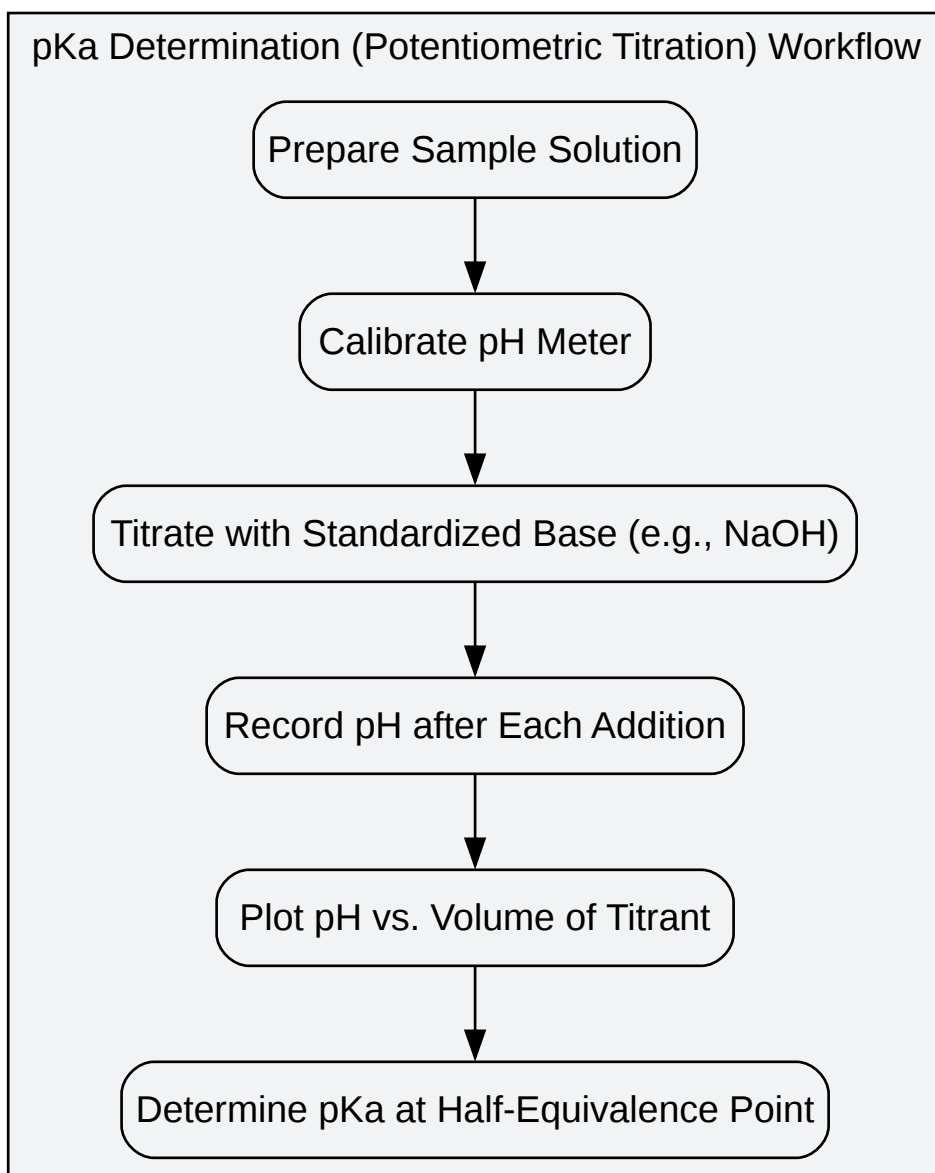 pKa Determination (Potentiometric Titration) Workflow
Prepare Sample Solution
Calibrate pH Meter
Titrate with Standardized Base (e.g., NaOH)
Record pH after Each Addition
Plot pH vs. Volume of Titrant
Determine pKa at Half-Equivalence Point